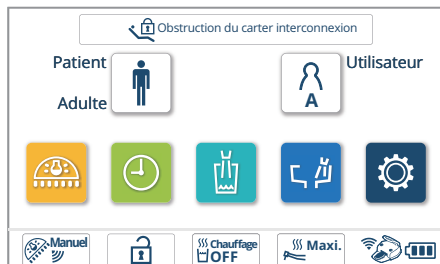 Obstruction du carter interconnexion
Patient
Utilisateur
Adulte
A
Manuel
Chauffage
OFF
Maxi.